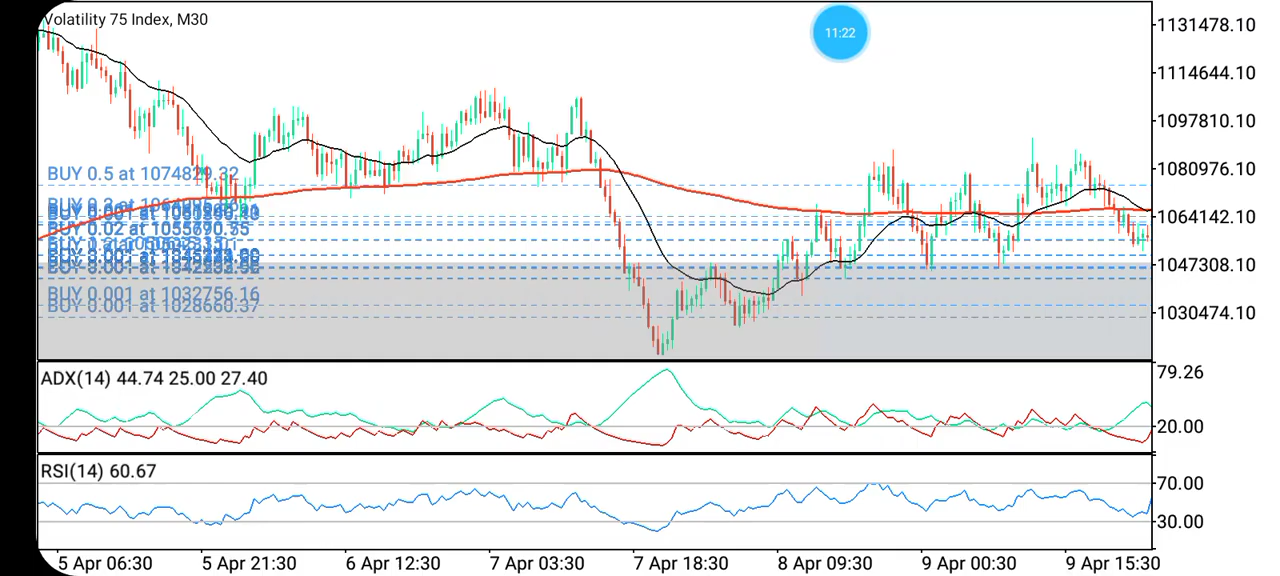 Volatility 75 Index, M30
11:22
1131478.10
1114644.10
1097810.10
BUY 0.5 at 1074829.32
1080976.10
1064142.10
BUY 0.02 at 1055790.55
1047308.10
BUY 0.001 at 1032756.16
BUY 0.001 at 1028660.37
1030474.10
ADX(14) 44.74 25.00 27.40
79.26
20.00
RSI(14) 60.67
70.00
30.00
5 Apr 06:30 5 Apr 21:30 6 Apr 12:30 7 Apr 03:30 7 Apr 18:30 8 Apr 09:30 9 Apr 00:30 9 Apr 15:30